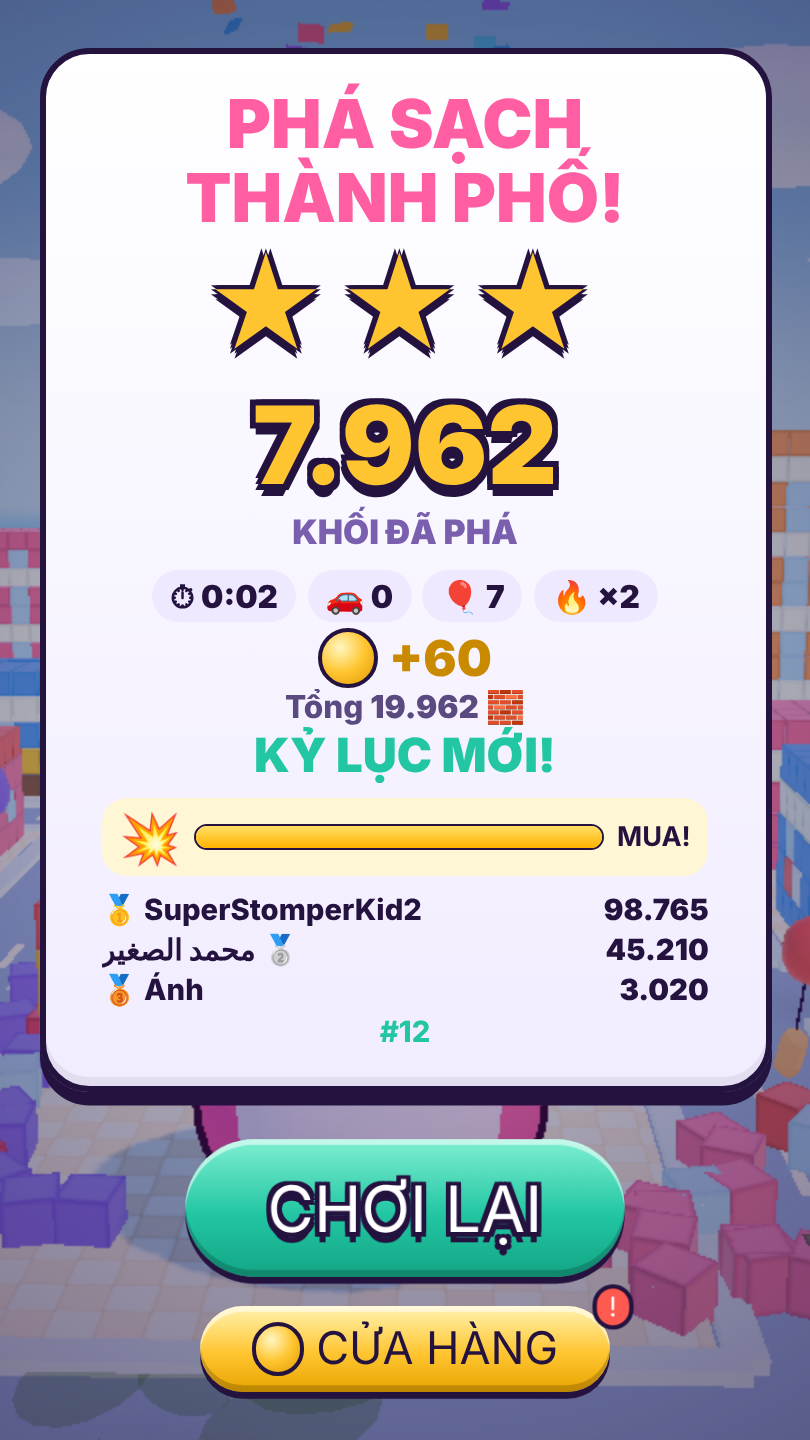 PHÁ SẠCH
THÀNH PHỐ!
7.962
KHỐI ĐÃ PHÁ
⏱ 0:02 🚗 0 🎈 7 🔥 ×2
+60
Tổng 19.962 🧱
KỶ LỤC MỚI!
💥 MUA!
🥇 SuperStomperKid2 98.765
🥈 محمد الصغير 45.210
🥉 Ánh 3.020
#12
CHƠI LẠI
!
CỬA HÀNG